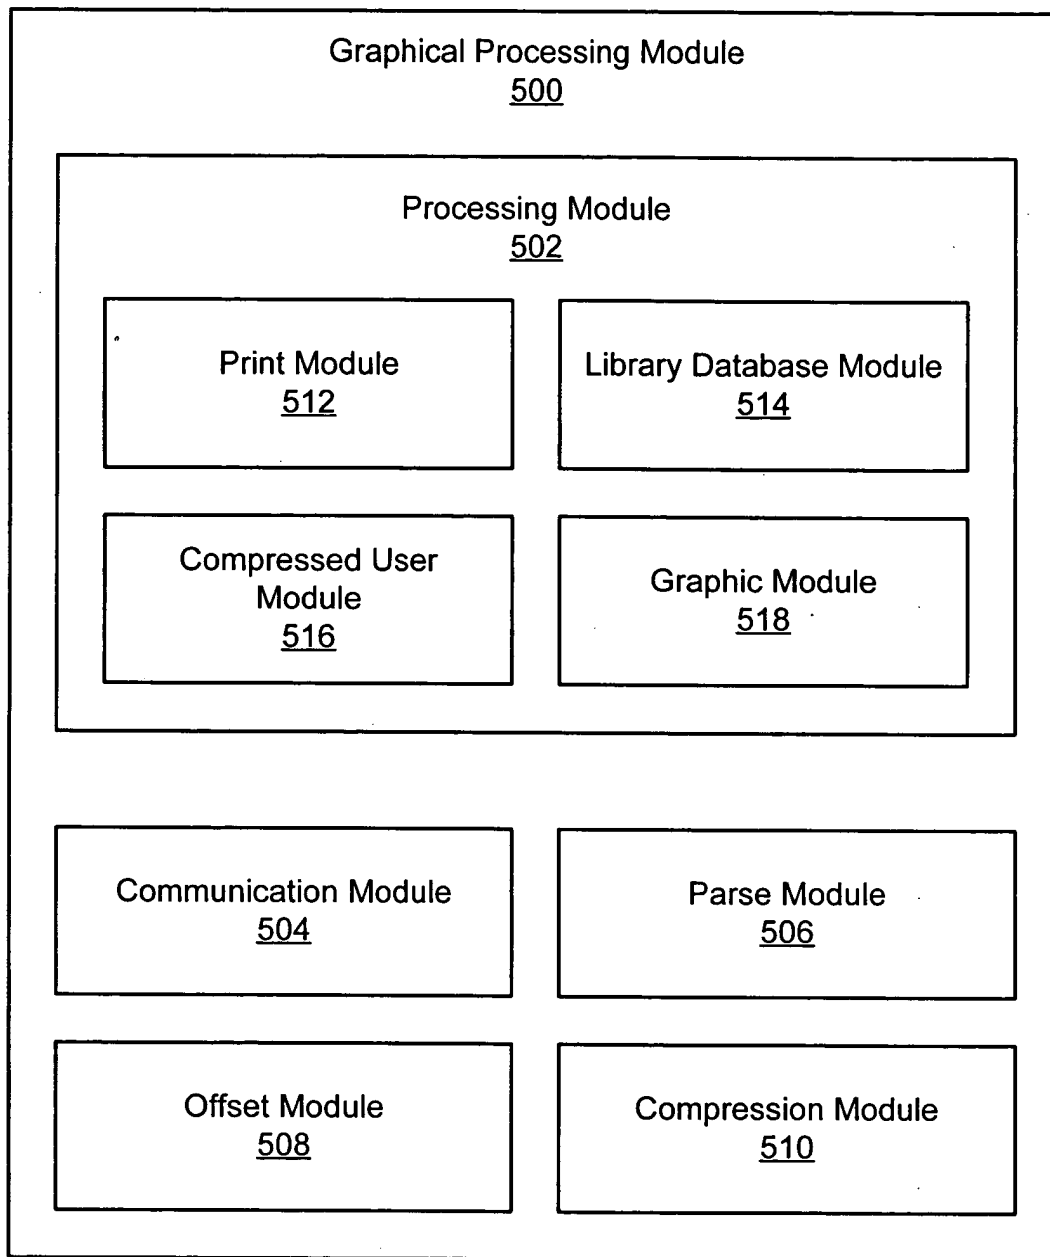 Graphical Processing Module
500
Processing Module
502
Print Module
512
Library Database Module
514
Compressed User
Module
516
Graphic Module
518
Communication Module
504
Parse Module
506
Offset Module
508
Compression Module
510